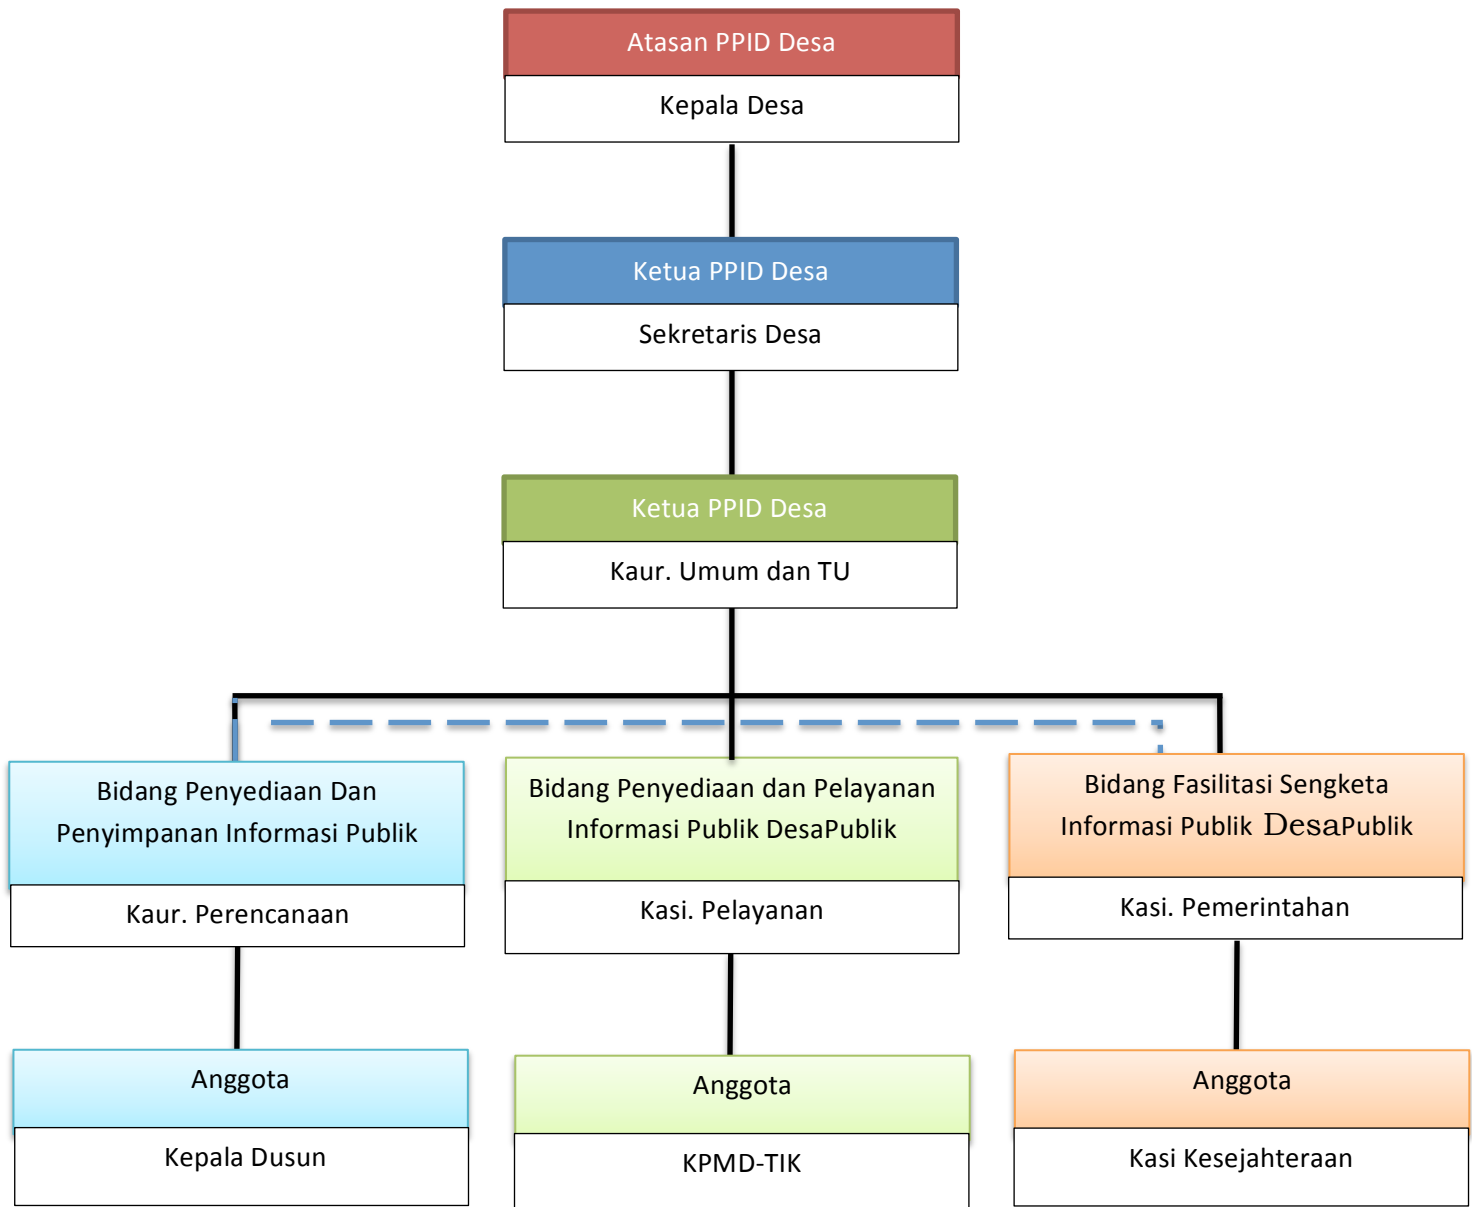 Atasan PPID Desa
Kepala Desa
Ketua PPID Desa
Sekretaris Desa
Ketua PPID Desa
Kaur. Umum dan TU
Bidang Penyediaan Dan
Penyimpanan Informasi Publik
Kaur. Perencanaan
Bidang Penyediaan dan Pelayanan
Informasi Publik DesaPublik
Kasi. Pelayanan
Bidang Fasilitasi Sengketa
Informasi Publik DesaPublik
Kasi. Pemerintahan
Anggota
Kepala Dusun
Anggota
KPMD-TIK
Anggota
Kasi Kesejahteraan